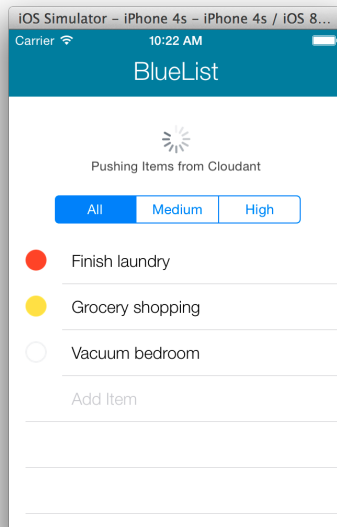 iOS Simulator – iPhone 4s – iPhone 4s / iOS 8...
Carrier 10:22 AM
BlueList
Pushing Items from Cloudant
All Medium High
Finish laundry
Grocery shopping
Vacuum bedroom
Add Item